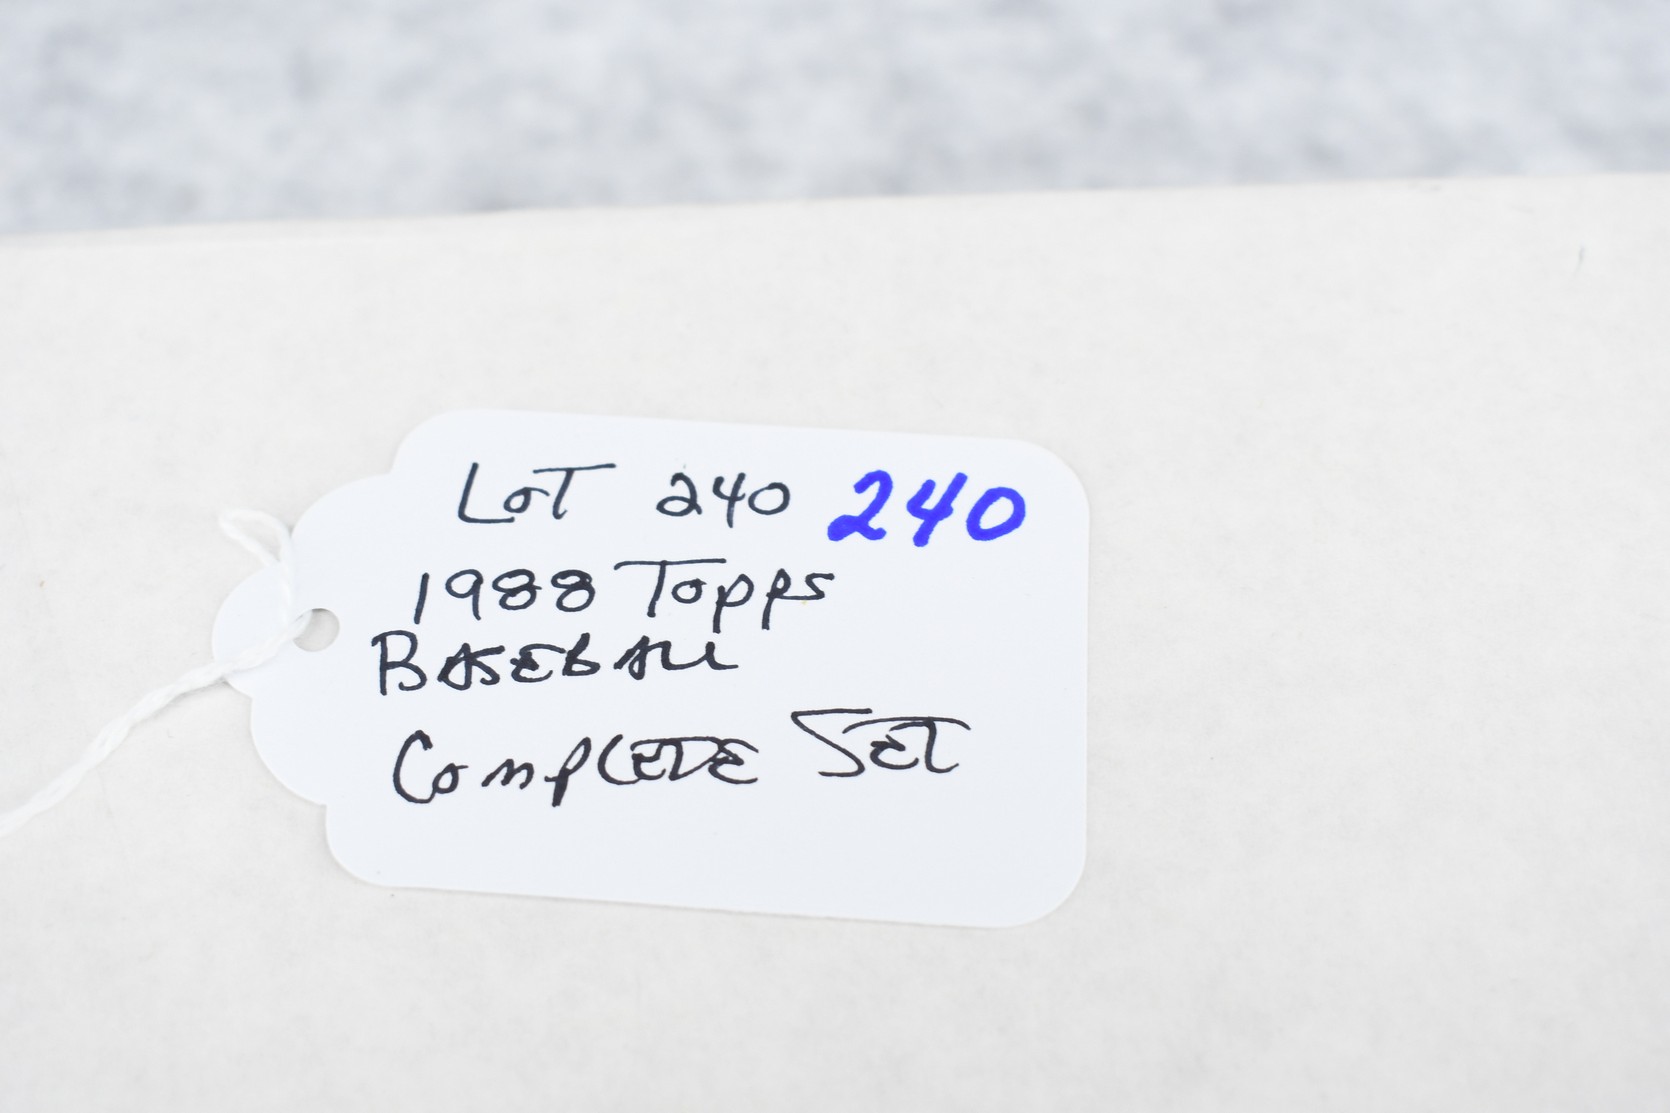 LoT 240 240
1988 Topps
BASEBALL
ComPLETE SET